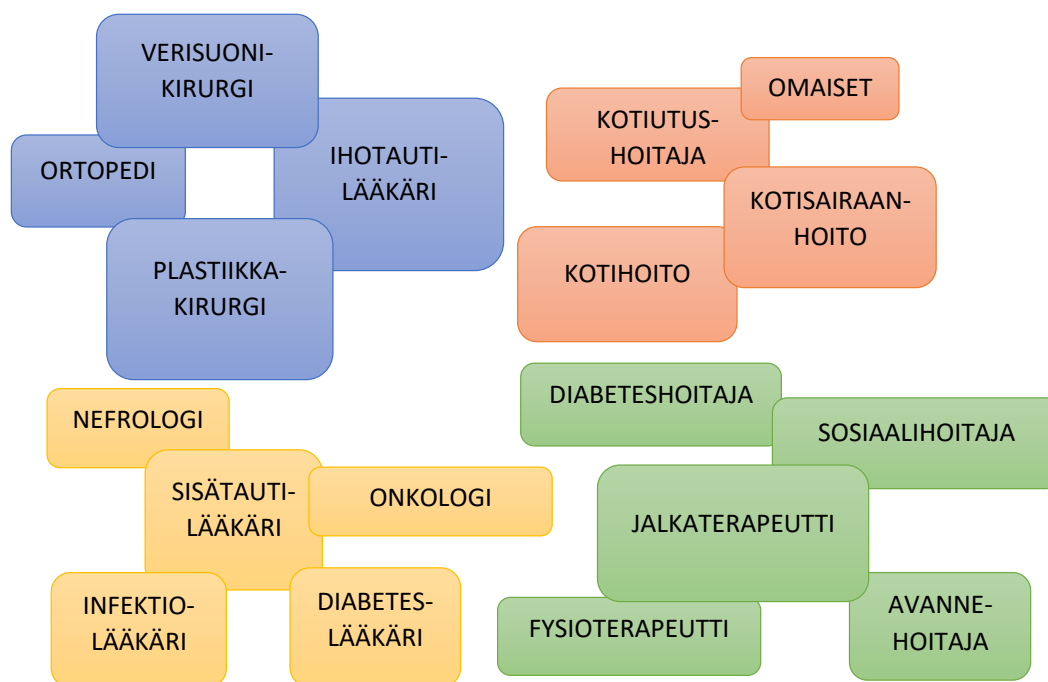 VERISUONI-
KIRURGI
ORTOPEDI
IHOTAUTI-
LÄÄKÄRI
PLASTIIKKA-
KIRURGI
OMAISET
KOTIUTUS-
HOITAJA
KOTISAIRAAN-
HOITO
KOTIHOITO
NEFROLOGI
SISÄTAUTI-
LÄÄKÄRI
ONKOLOGI
INFEKTIO-
LÄÄKÄRI
DIABETES-
LÄÄKÄRI
DIABETESHOITAJA
SOSIAALIHOITAJA
JALKATERAPEUTTI
FYSIOTERAPEUTTI
AVANNE-
HOITAJA